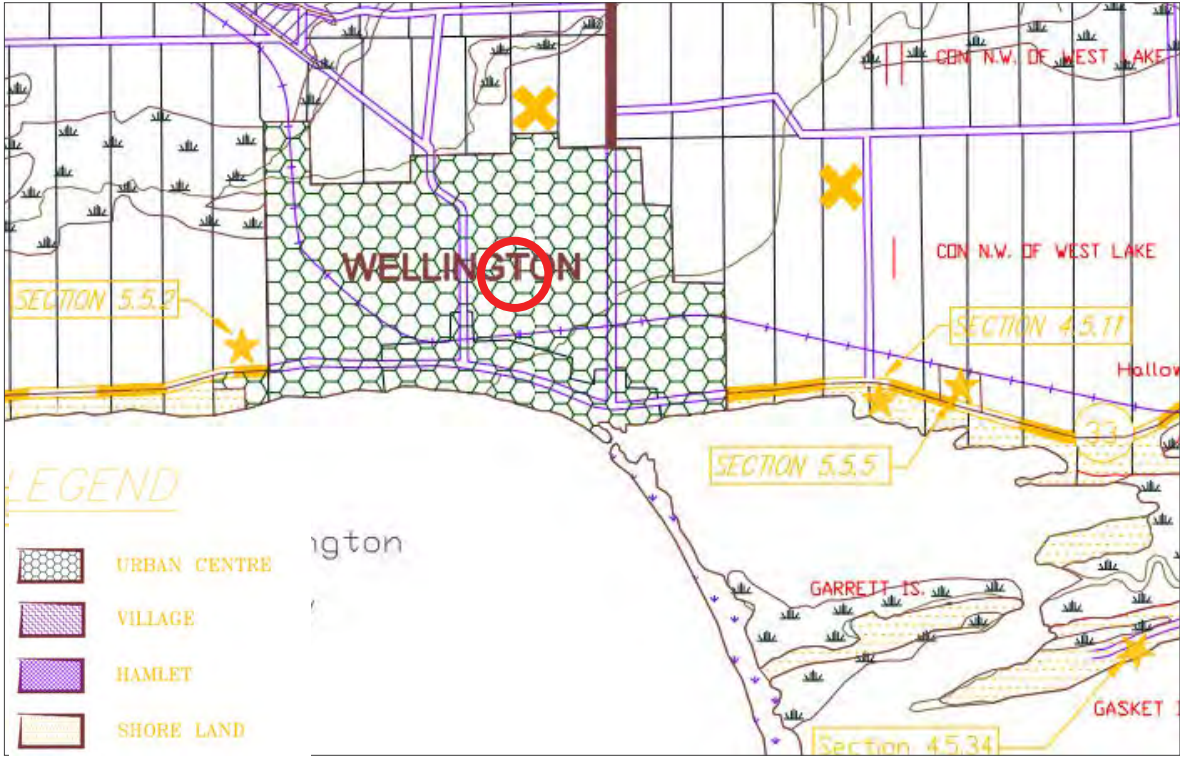 CON N.W. OF WEST LAKE
CON N.W. OF WEST LAKE
WELLINGTON
SECTION 5.5.2
SECTION 4.5.11
Hallow
33
SECTION 5.5.5
LEGEND
ngton
URBAN CENTRE
VILLAGE
HAMLET
SHORE LAND
GARRETT IS.
GASKET I
Section 4.5.34